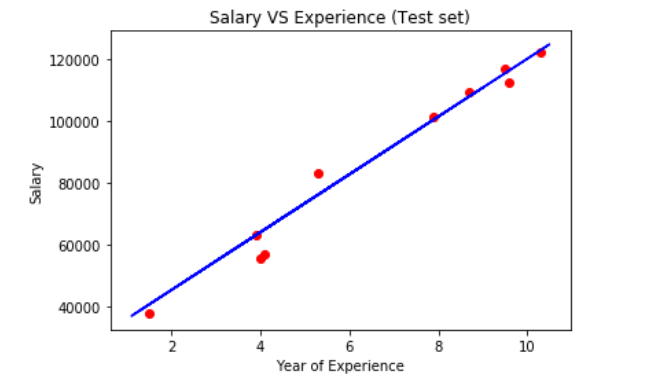 Salary VS Experience (Test set)
120000
100000
80000
60000
40000
Salary
2 4 6 8 10
Year of Experience